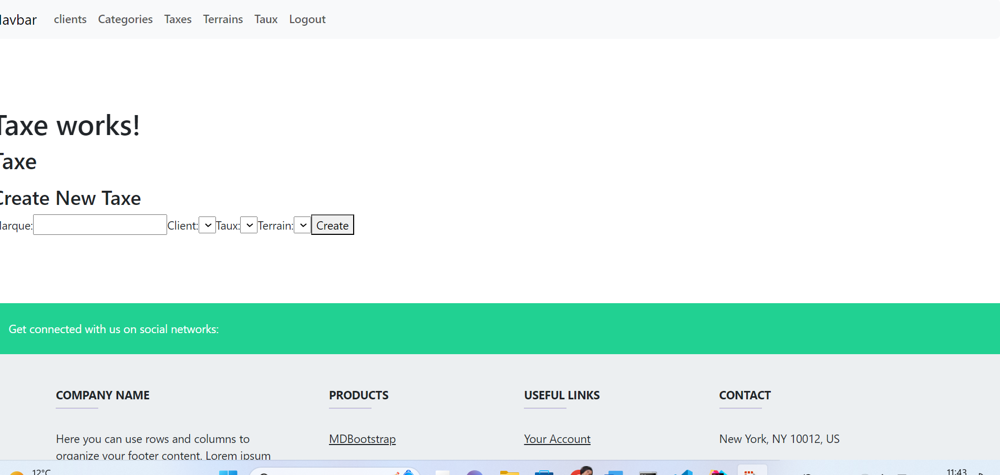 avbar clients Categories Taxes Terrains Taux Logout
Taxe works!
Taxe
Create New Taxe
arque: Client: Taux: Terrain: Create
Get connected with us on social networks:
COMPANY NAME PRODUCTS USEFUL LINKS CONTACT
Here you can use rows and columns to MDBootstrap Your Account New York, NY 10012, US
organize your footer content. Lorem ipsum
12°C 11:43